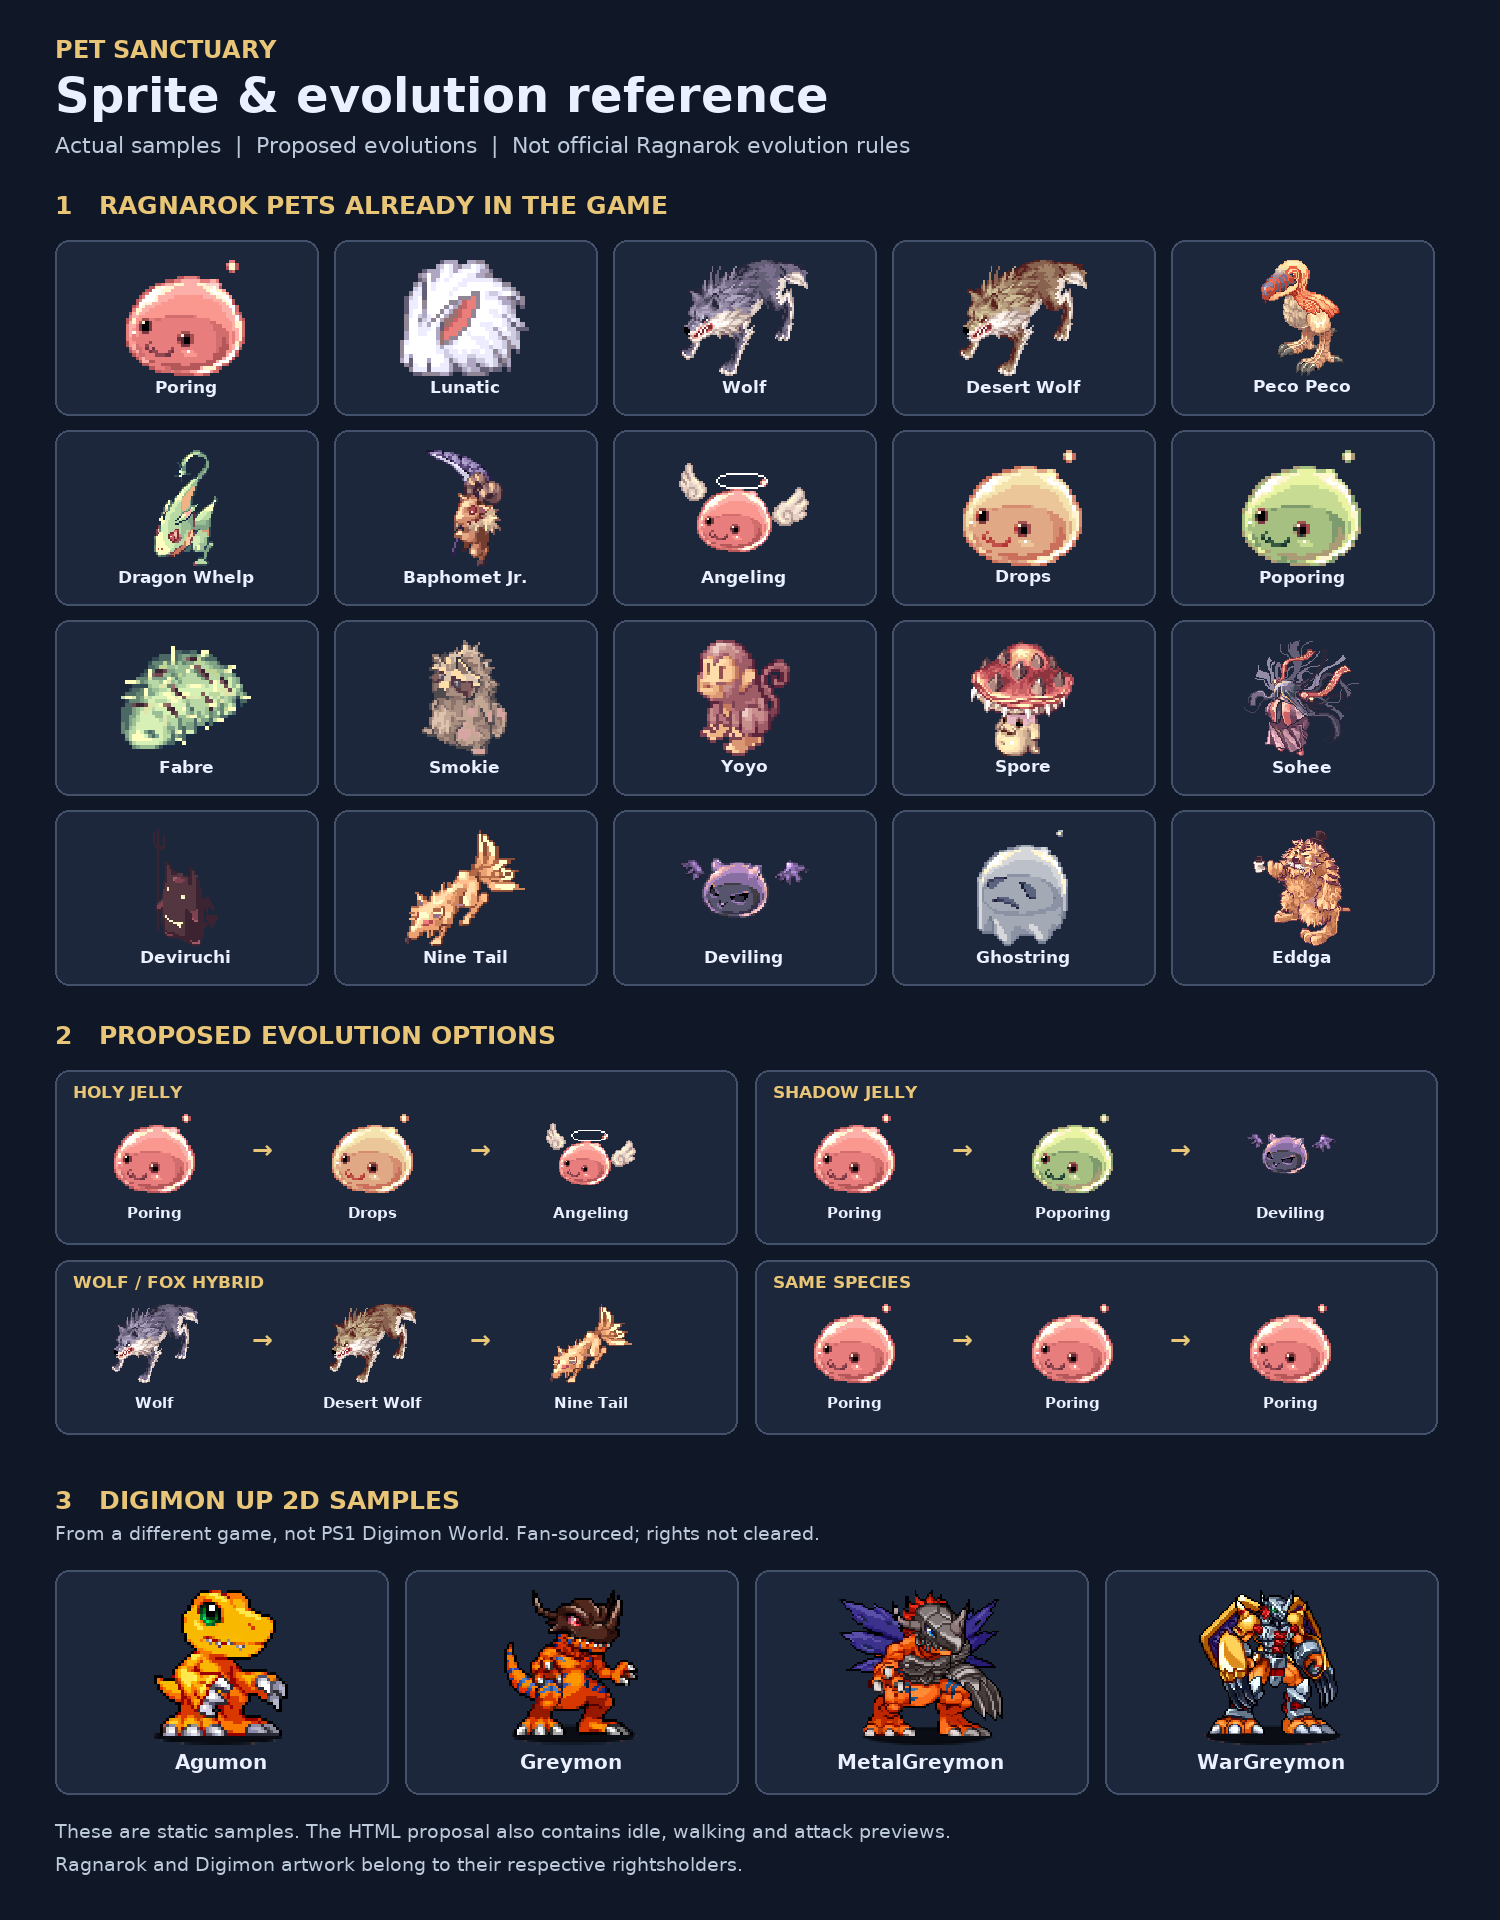 PET SANCTUARY
Sprite & evolution reference
Actual samples | Proposed evolutions | Not official Ragnarok evolution rules
1 RAGNAROK PETS ALREADY IN THE GAME
Poring
Lunatic
Wolf
Desert Wolf
Peco Peco
Dragon Whelp
Baphomet Jr.
Angeling
Drops
Poporing
Fabre
Smokie
Yoyo
Spore
Sohee
Deviruchi
Nine Tail
Deviling
Ghostring
Eddga
2 PROPOSED EVOLUTION OPTIONS
HOLY JELLY
→ →
Poring Drops Angeling
SHADOW JELLY
→ →
Poring Poporing Deviling
WOLF / FOX HYBRID
→ →
Wolf Desert Wolf Nine Tail
SAME SPECIES
→ →
Poring Poring Poring
3 DIGIMON UP 2D SAMPLES
From a different game, not PS1 Digimon World. Fan-sourced; rights not cleared.
Agumon
Greymon
MetalGreymon
WarGreymon
These are static samples. The HTML proposal also contains idle, walking and attack previews.
Ragnarok and Digimon artwork belong to their respective rightsholders.